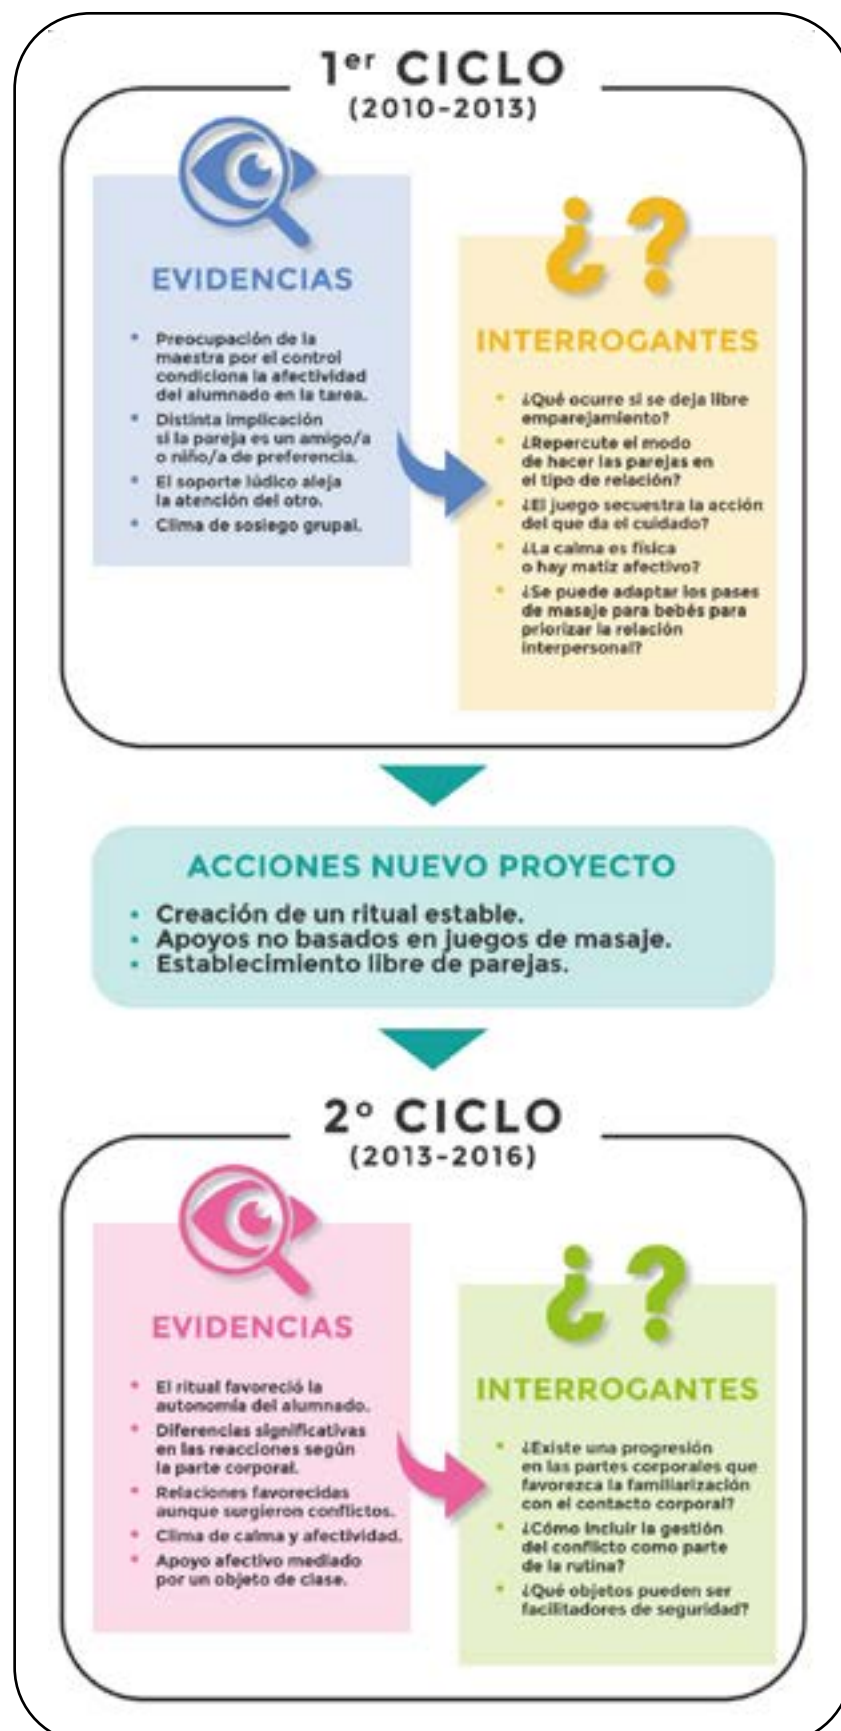 1er CICLO
(2010-2013)
EVIDENCIAS
• Preocupación de la
maestra por el control
condiciona la afectividad
del alumnado en la tarea.
• Distinta implicación
si la pareja es un amigo/a
o niño/a de preferencia.
• El soporte lúdico aleja
la atención del otro.
• Clima de sosiego grupal.
¿?
INTERROGANTES
• ¿Qué ocurre si se deja libre
emparejamiento?
• ¿Repercute el modo
de hacer las parejas en
el tipo de relación?
• ¿El juego secuestra la acción
del que da el cuidado?
• ¿La calma es física
o hay matiz afectivo?
• ¿Se puede adaptar los pases
de masaje para bebés para
priorizar la relación
interpersonal?
ACCIONES NUEVO PROYECTO
• Creación de un ritual estable.
• Apoyos no basados en juegos de masaje.
• Establecimiento libre de parejas.
2º CICLO
(2013-2016)
EVIDENCIAS
• El ritual favoreció la
autonomía del alumnado.
• Diferencias significativas
en las reacciones según
la parte corporal.
• Relaciones favorecidas
aunque surgieron conflictos.
• Clima de calma y afectividad.
• Apoyo afectivo mediado
por un objeto de clase.
¿?
INTERROGANTES
• ¿Existe una progresión
en las partes corporales que
favorezca la familiarización
con el contacto corporal?
• ¿Cómo incluir la gestión
del conflicto como parte
de la rutina?
• ¿Qué objetos pueden ser
facilitadores de seguridad?